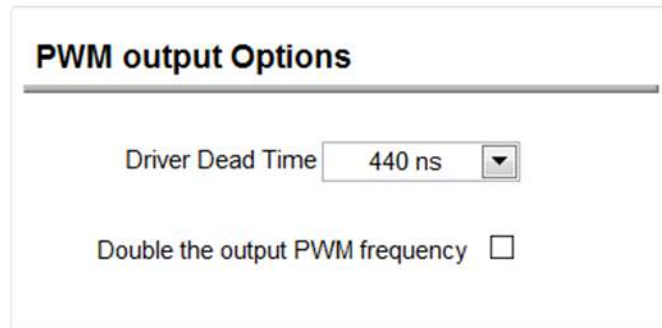 PWM output Options
Driver Dead Time 440 ns
Double the output PWM frequency